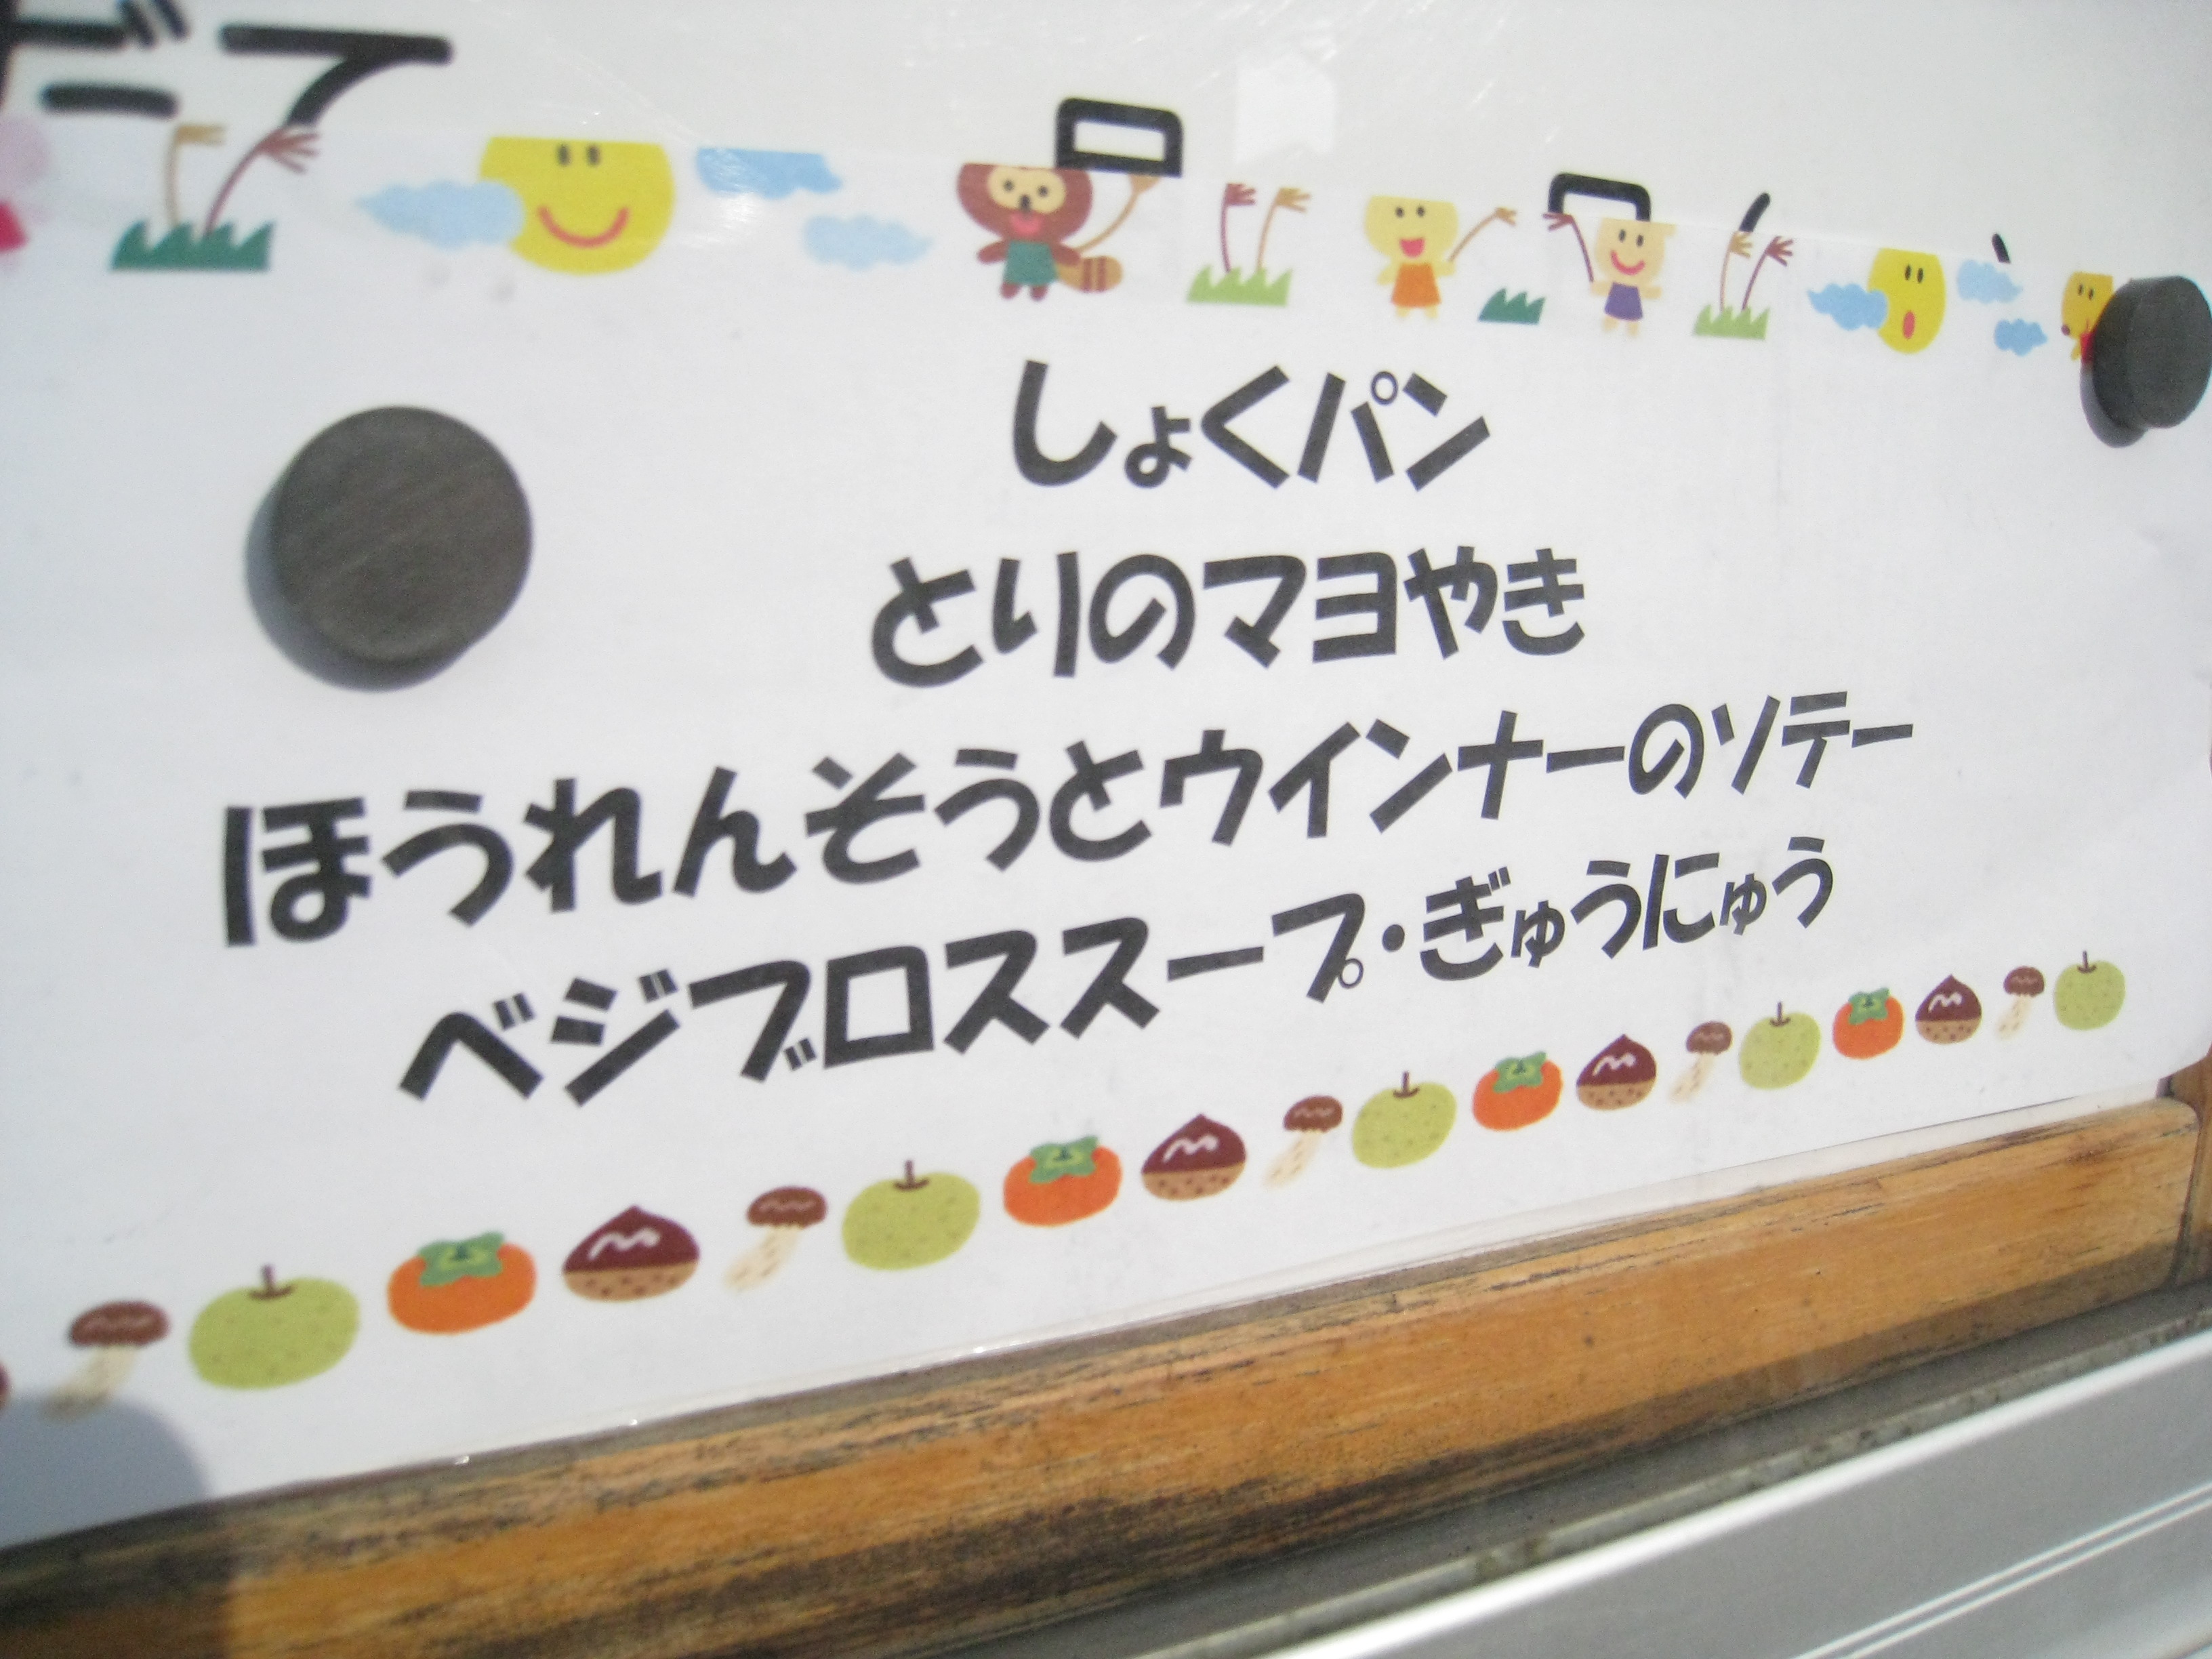 しょくパン
とりのマヨやき
ほうれんそうとウインナーのソテー
ベジブロススープ・ぎゅうにゅう